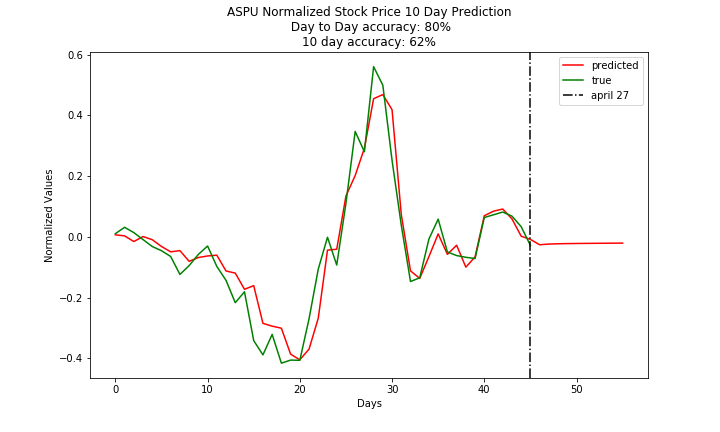 ASPU Normalized Stock Price 10 Day Prediction
Day to Day accuracy: 80%
10 day accuracy: 62%
predicted
true
april 27
Normalized Values
0.6
0.4
0.2
0.0
−0.2
−0.4
0 10 20 30 40 50
Days